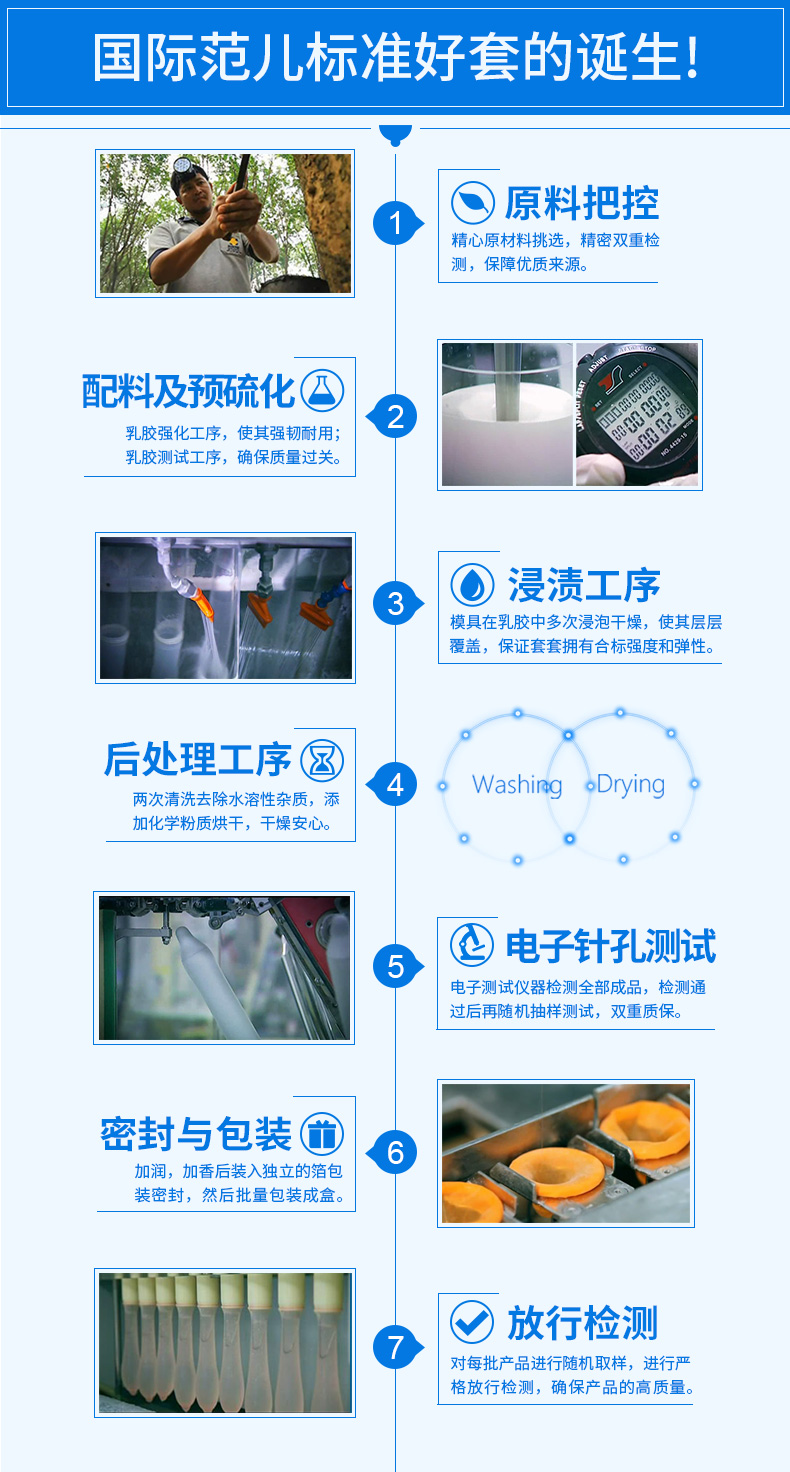 国际范儿标准好套的诞生!
1
原料把控
精心原材料挑选，精密双重检
测，保障优质来源。
配料及预硫化
乳胶强化工序，使其强韧耐用；
乳胶测试工序，确保质量过关。
2
ADJUST
SELECT
SET
MODE
3
浸渍工序
模具在乳胶中多次浸泡干燥，使其层层
覆盖，保证套套拥有合标强度和弹性。
后处理工序
两次清洗去除水溶性杂质，添
加化学粉质烘干，干燥安心。
4
Washing
Drying
5
电子针孔测试
电子测试仪器检测全部成品，检测通
过后再随机抽样测试，双重质保。
密封与包装
加润，加香后装入独立的箔包
装密封，然后批量包装成盒。
6
7
放行检测
对每批产品进行随机取样，进行严
格放行检测，确保产品的高质量。